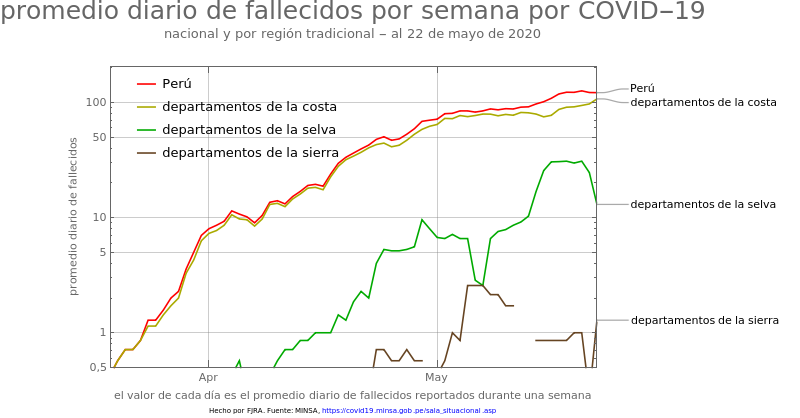 promedio diario de fallecidos por semana por COVID−19
nacional y por región tradicional − al 22 de mayo de 2020
Perú
departamentos de la costa
departamentos de la selva
departamentos de la sierra
promedio diario de fallecidos
100
50
10
5
1
0,5
Apr
May
Perú
departamentos de la costa
departamentos de la selva
departamentos de la sierra
el valor de cada día es el promedio diario de fallecidos reportados durante una semana
Hecho por FJRA. Fuente: MINSA, https://covid19.minsa.gob.pe/sala_situacional .asp